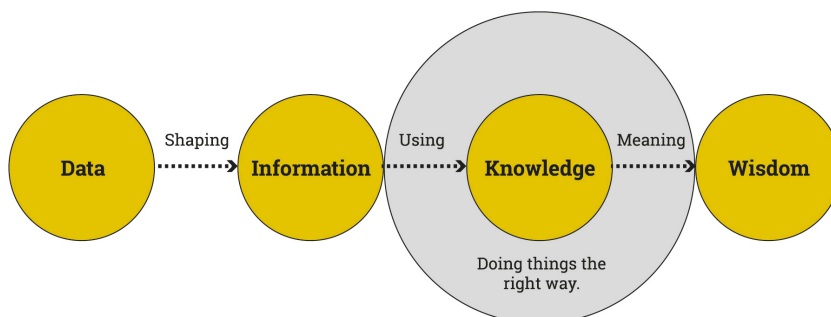 Shaping
Using
Meaning
Data
Information
Knowledge
Wisdom
Doing things the
right way.